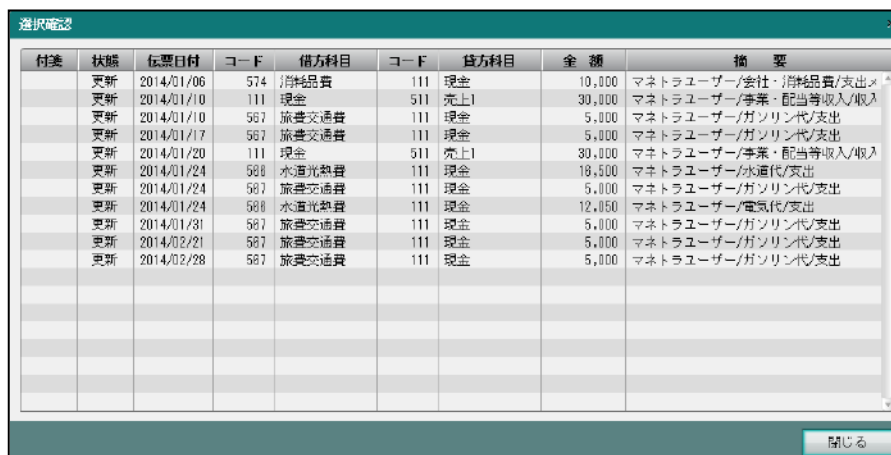 選択確認
付箋 状態 伝票日付 コード 借方科目 コード 貸方科目 金 額 摘 要
更新 2014/01/06 574 消耗品費 111 現金 10,000 マネトラユーザー/会社・消耗品費/支出メ
更新 2014/01/10 111 現金 511 売上1 30,000 マネトラユーザー/事業・配当等収入/収入
更新 2014/01/10 567 旅費交通費 111 現金 5,000 マネトラユーザー/ガソリン代/支出
更新 2014/01/17 567 旅費交通費 111 現金 5,000 マネトラユーザー/ガソリン代/支出
更新 2014/01/20 111 現金 511 売上1 30,000 マネトラユーザー/事業・配当等収入/収入
更新 2014/01/24 水道光熱費 111 現金 マネトラユーザー/水道代/支出
更新 2014/01/24 567 旅費交通費 111 現金 5,000 マネトラユーザー/ガソリン代/支出
更新 2014/01/24 水道光熱費 111 現金 12,050 マネトラユーザー/電気代/支出
更新 2014/01/31 567 旅費交通費 111 現金 5,000 マネトラユーザー/ガソリン代/支出
更新 2014/02/21 567 旅費交通費 111 現金 5,000 マネトラユーザー/ガソリン代/支出
更新 2014/02/28 567 旅費交通費 111 現金 5,000 マネトラユーザー/ガソリン代/支出
閉じる